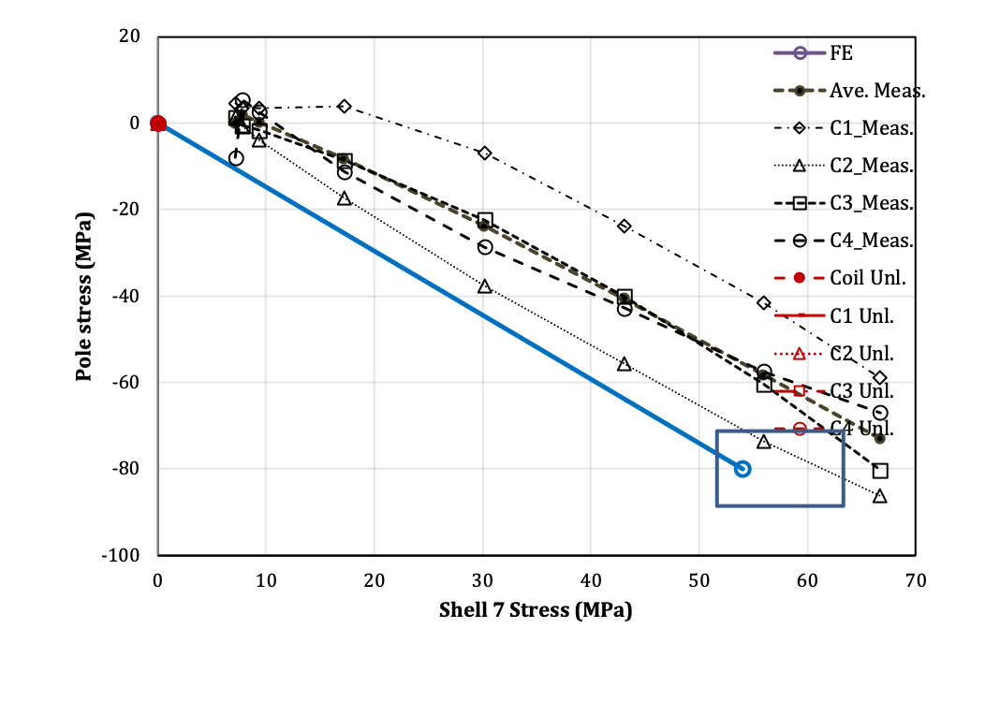 20
0
-20
-40
-60
-80
-100
Pole stress (MPa)
0
10
20
30
40
50
60
70
Shell 7 Stress (MPa)
FE
Ave. Meas.
C1_Meas.
C2_Meas.
C3_Meas.
C4_Meas.
Coil Unl.
C1 Unl.
C2 Unl.
C3 Unl.
C4 Unl.